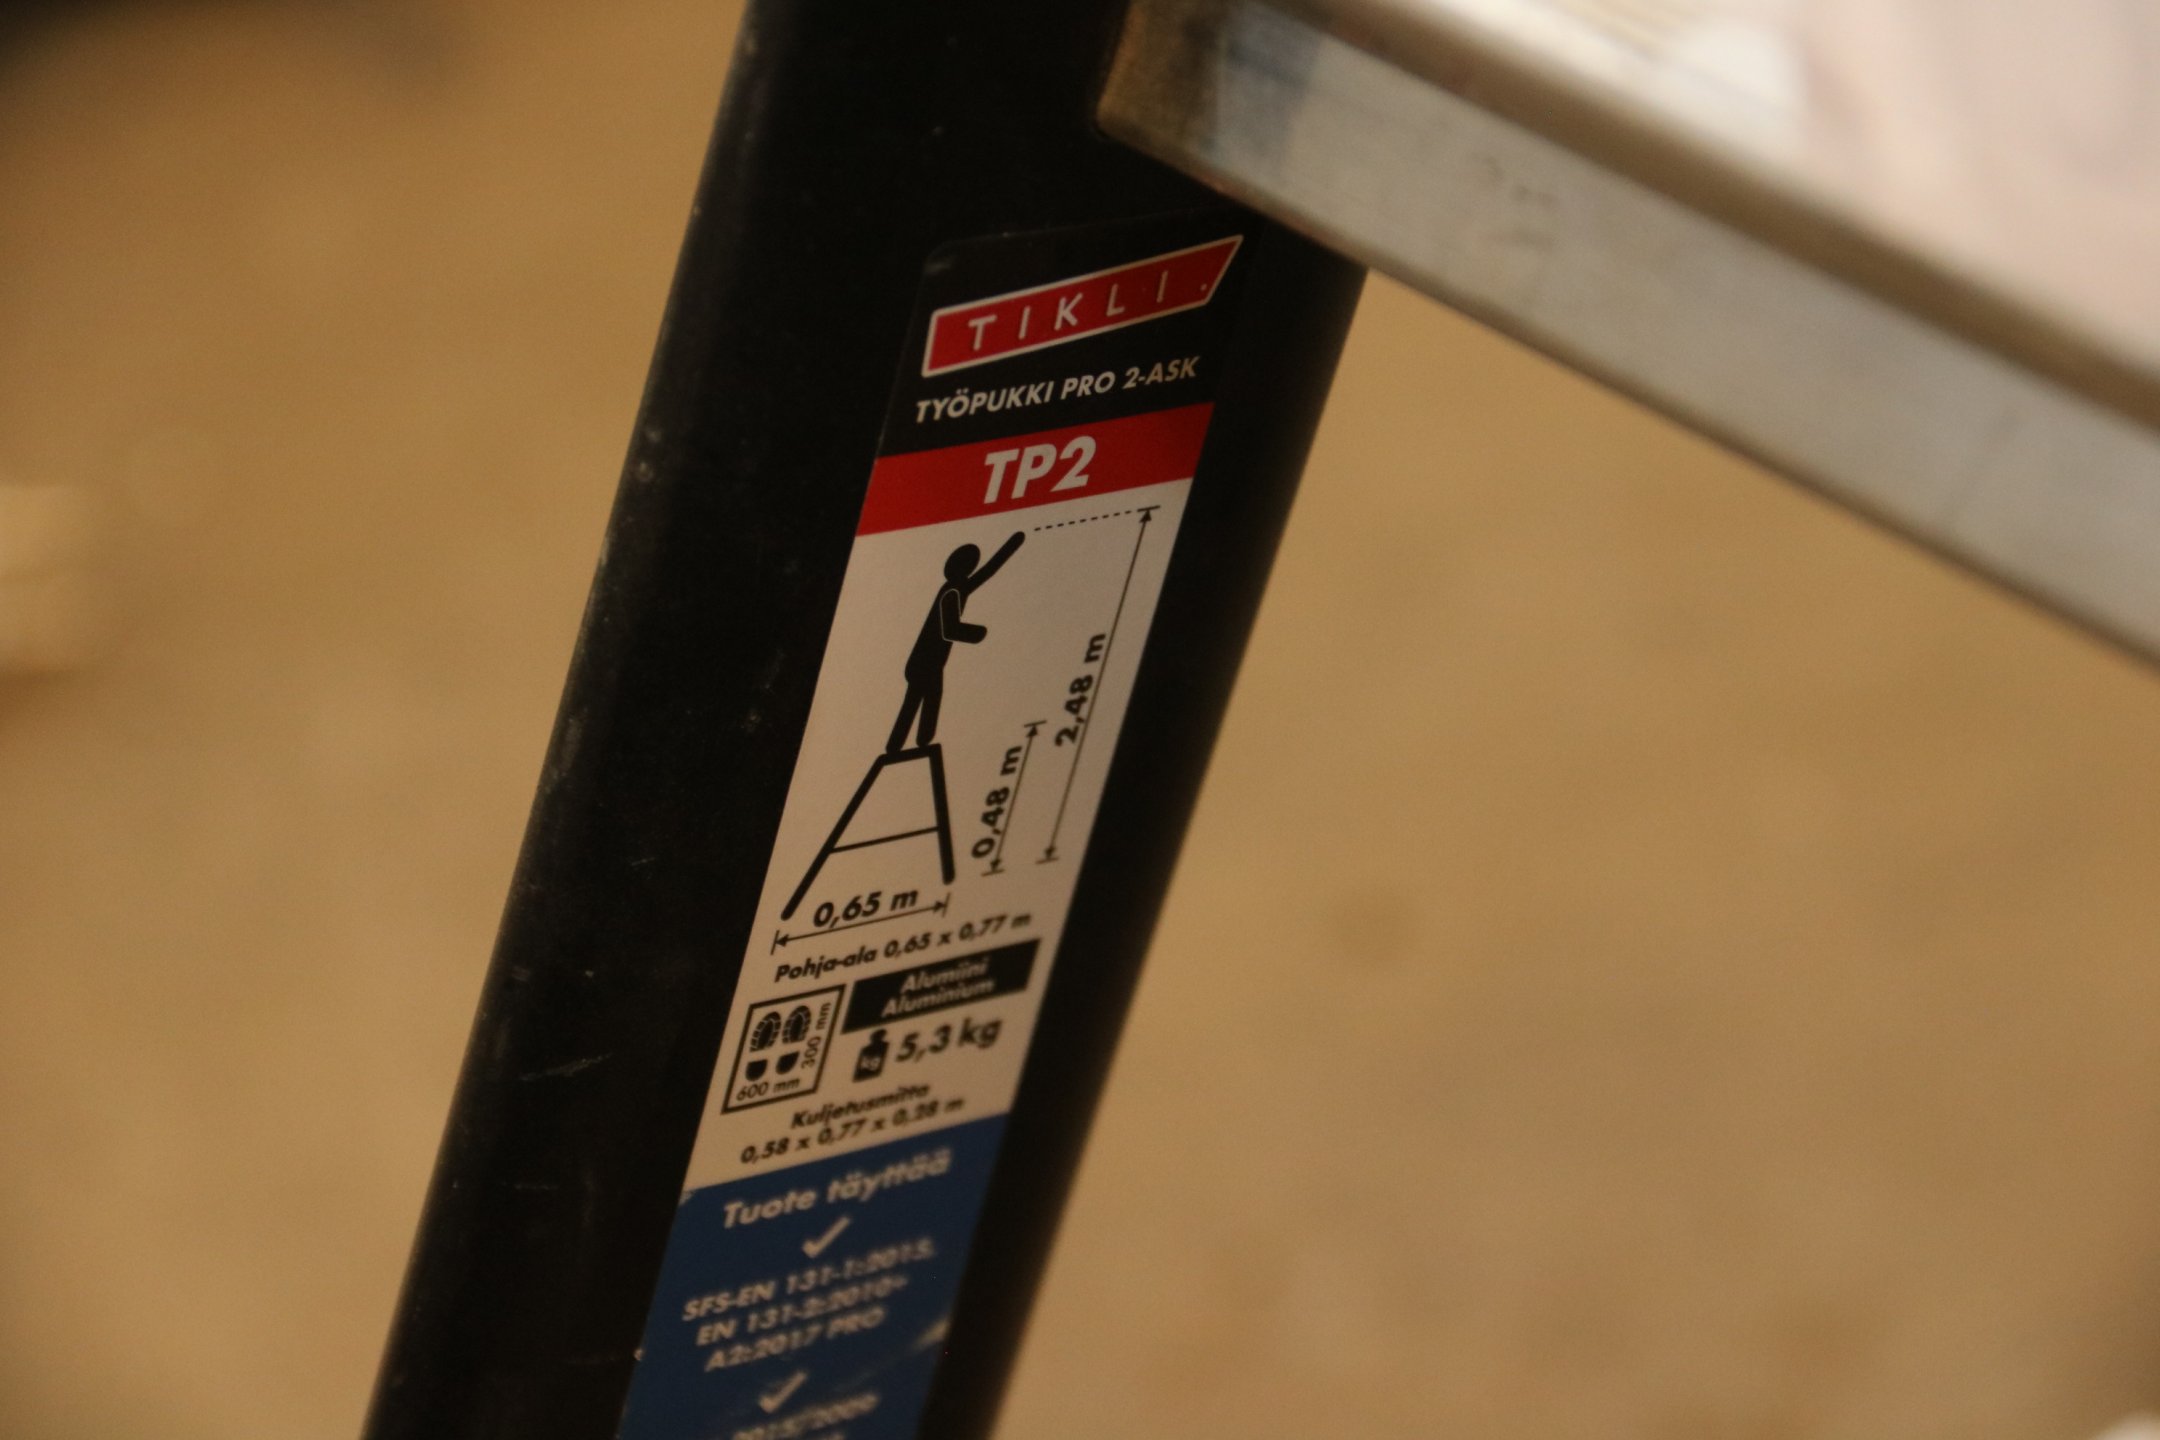 TIKLI.
TYÖPUKKI PRO 2-ASK
TP2
2,48 m
0,48 m
0,65 m
Pohja-ala 0,65 x 0,77 m
Alumiini
Aluminium
300 mm
600 mm
kg
5,3 kg
Kuljetusmitta
0,58 x 0,77 x 0,28 m
Tuote täyttää
SFS-EN 131-1:2015,
EN 131-2:2010+
A2:2017 PRO